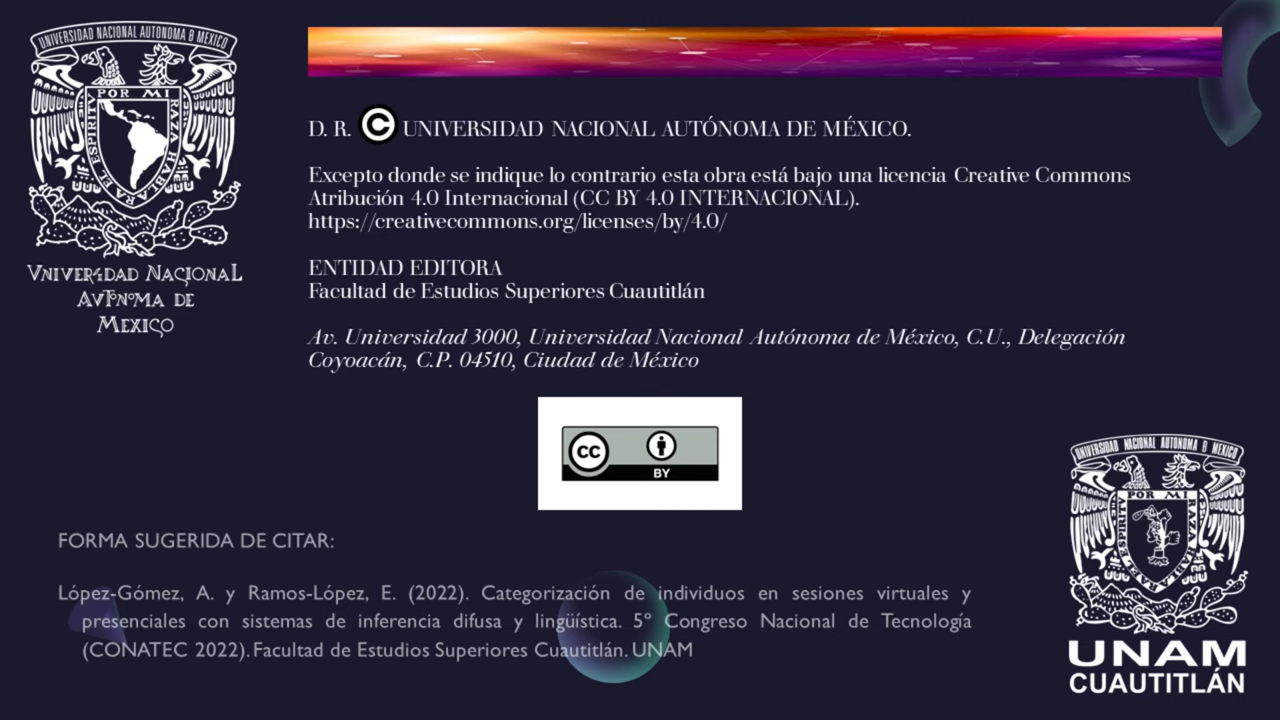 UNIVERSIDAD NACIONAL AUTONOMA D MEXICO
POR MI RAZA HABLARA EL ESPIRITU
VNIVERSDAD NACIONAL
AVTNOMA DE
MEXICO
D. R. © UNIVERSIDAD NACIONAL AUTÓNOMA DE MÉXICO.
Excepto donde se indique lo contrario esta obra está bajo una licencia Creative Commons
Atribución 4.0 Internacional (CC BY 4.0 INTERNACIONAL).
https://creativecommons.org/licenses/by/4.0/
ENTIDAD EDITORA
Facultad de Estudios Superiores Cuautitlán
Av. Universidad 3000, Universidad Nacional Autónoma de México, C.U., Delegación
Coyoacán, C.P. 04510, Ciudad de México
CC
BY
FORMA SUGERIDA DE CITAR:
López-Gómez, A. y Ramos-López, E. (2022). Categorización de individuos en sesiones virtuales y
presenciales con sistemas de inferencia difusa y lingüística. 5º Congreso Nacional de Tecnología
(CONATEC 2022). Facultad de Estudios Superiores Cuautitlán. UNAM
UNIVERSIDAD NACIONAL AUTONOMA D MEXICO
POR MI RAZA
ESPIRITU
UNAM
CUAUTITLÁN